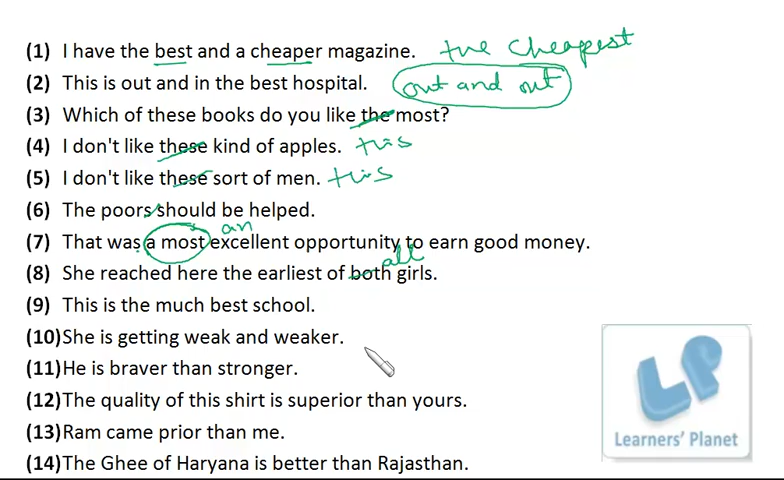 (1) I have the best and a cheaper magazine. the cheapest
(2) This is out and in the best hospital. out and out
(3) Which of these books do you like the most?
(4) I don't like these kind of apples. this
(5) I don't like these sort of men. this
(6) The poors should be helped.
an
(7) That was a most excellent opportunity to earn good money.
all
(8) She reached here the earliest of both girls.
(9) This is the much best school.
(10) She is getting weak and weaker.
(11) He is braver than stronger.
(12) The quality of this shirt is superior than yours.
(13) Ram came prior than me.
(14) The Ghee of Haryana is better than Rajasthan.
LP
Learners' Planet